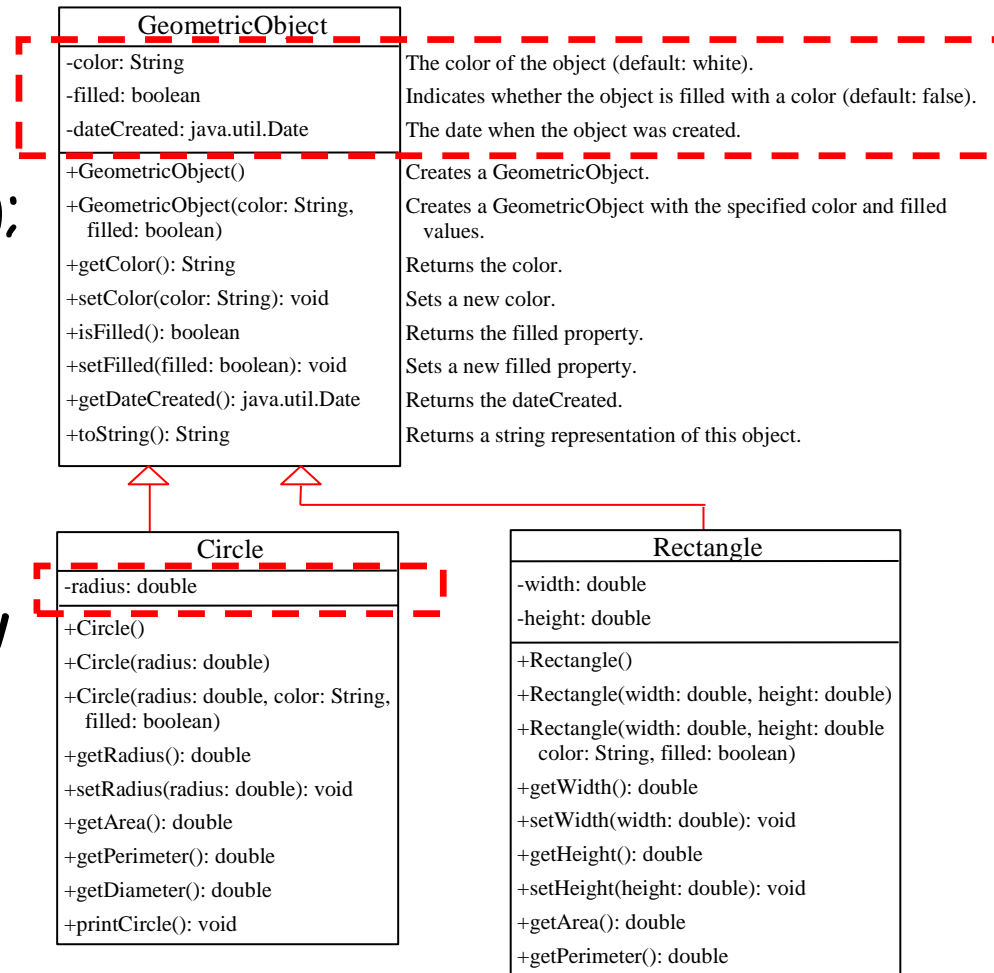 GeometricObject
-color: String
The color of the object (default: white).
-filled: boolean
Indicates whether the object is filled with a color (default: false).
-dateCreated: java.util.Date
The date when the object was created.
+GeometricObject()
Creates a GeometricObject.
+GeometricObject(color: String,
filled: boolean)
Creates a GeometricObject with the specified color and filled
values.
+getColor(): String
Returns the color.
+setColor(color: String): void
Sets a new color.
+isFilled(): boolean
Returns the filled property.
+setFilled(filled: boolean): void
Sets a new filled property.
+getDateCreated(): java.util.Date
Returns the dateCreated.
+toString(): String
Returns a string representation of this object.
);
Circle
-radius: double
+Circle()
+Circle(radius: double)
+Circle(radius: double, color: String,
filled: boolean)
+getRadius(): double
+setRadius(radius: double): void
+getArea(): double
+getPerimeter(): double
+getDiameter(): double
+printCircle(): void
Rectangle
-width: double
-height: double
+Rectangle()
+Rectangle(width: double, height: double)
+Rectangle(width: double, height: double
color: String, filled: boolean)
+getWidth(): double
+setWidth(width: double): void
+getHeight(): double
+setHeight(height: double): void
+getArea(): double
+getPerimeter(): double